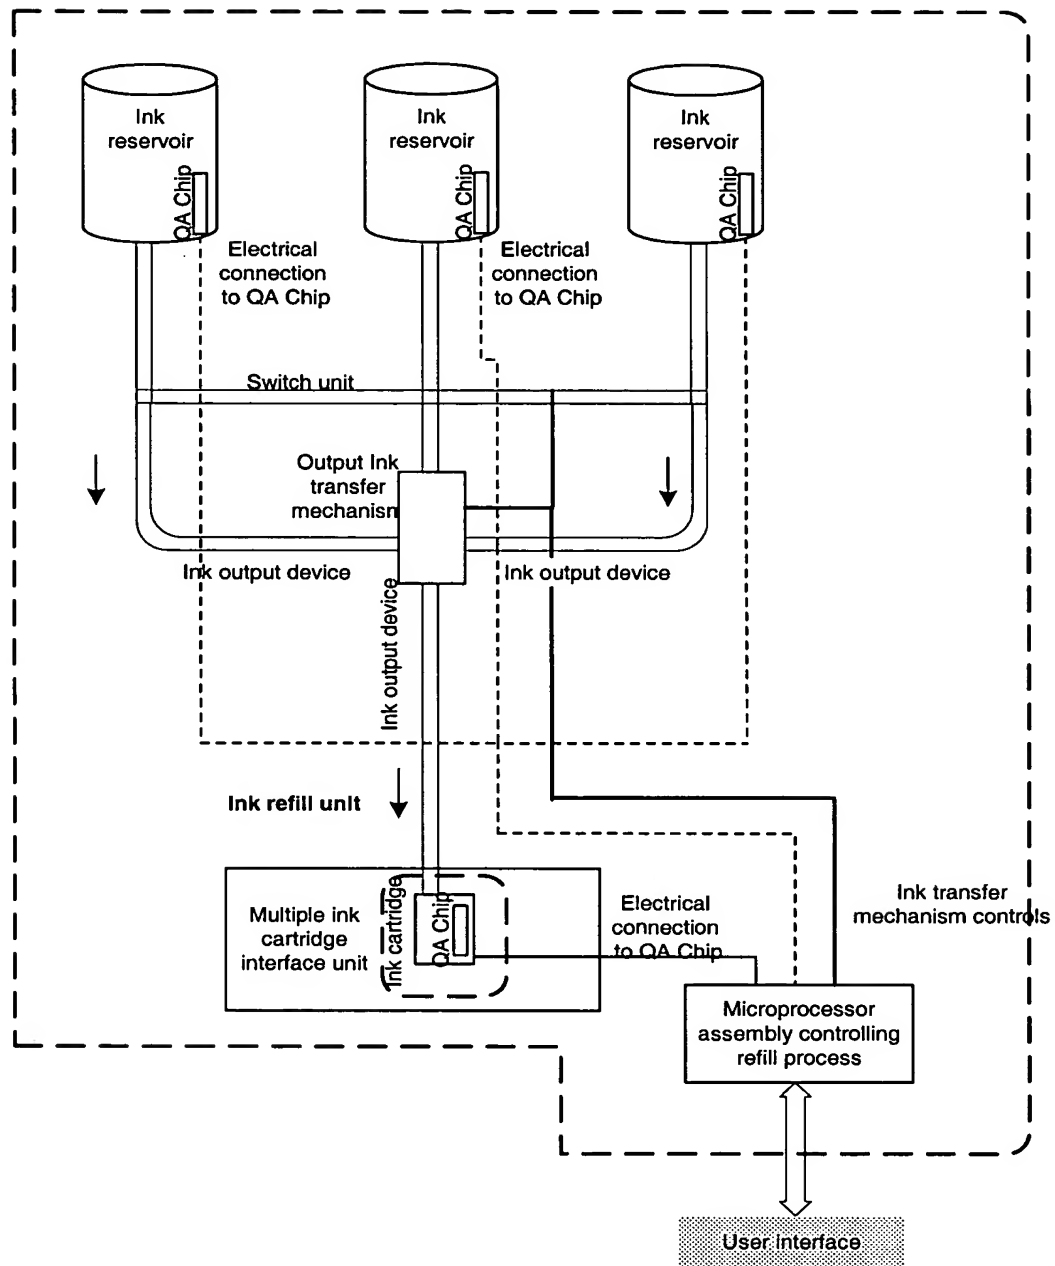 Ink
reservoir
QA Chip
Ink
reservoir
QA Chip
Ink
reservoir
QA Chip
Electrical
connection
to QA Chip
Electrical
connection
to QA Chip
Switch unit
Output Ink
transfer
mechanism
Ink output device
Ink output device
Ink output device
Ink refill unit
Multiple ink
cartridge
interface unit
Ink cartridge
QA Chip
Electrical
connection
to QA Chip
Ink transfer
mechanism controls
Microprocessor
assembly controlling
refill process
User interface